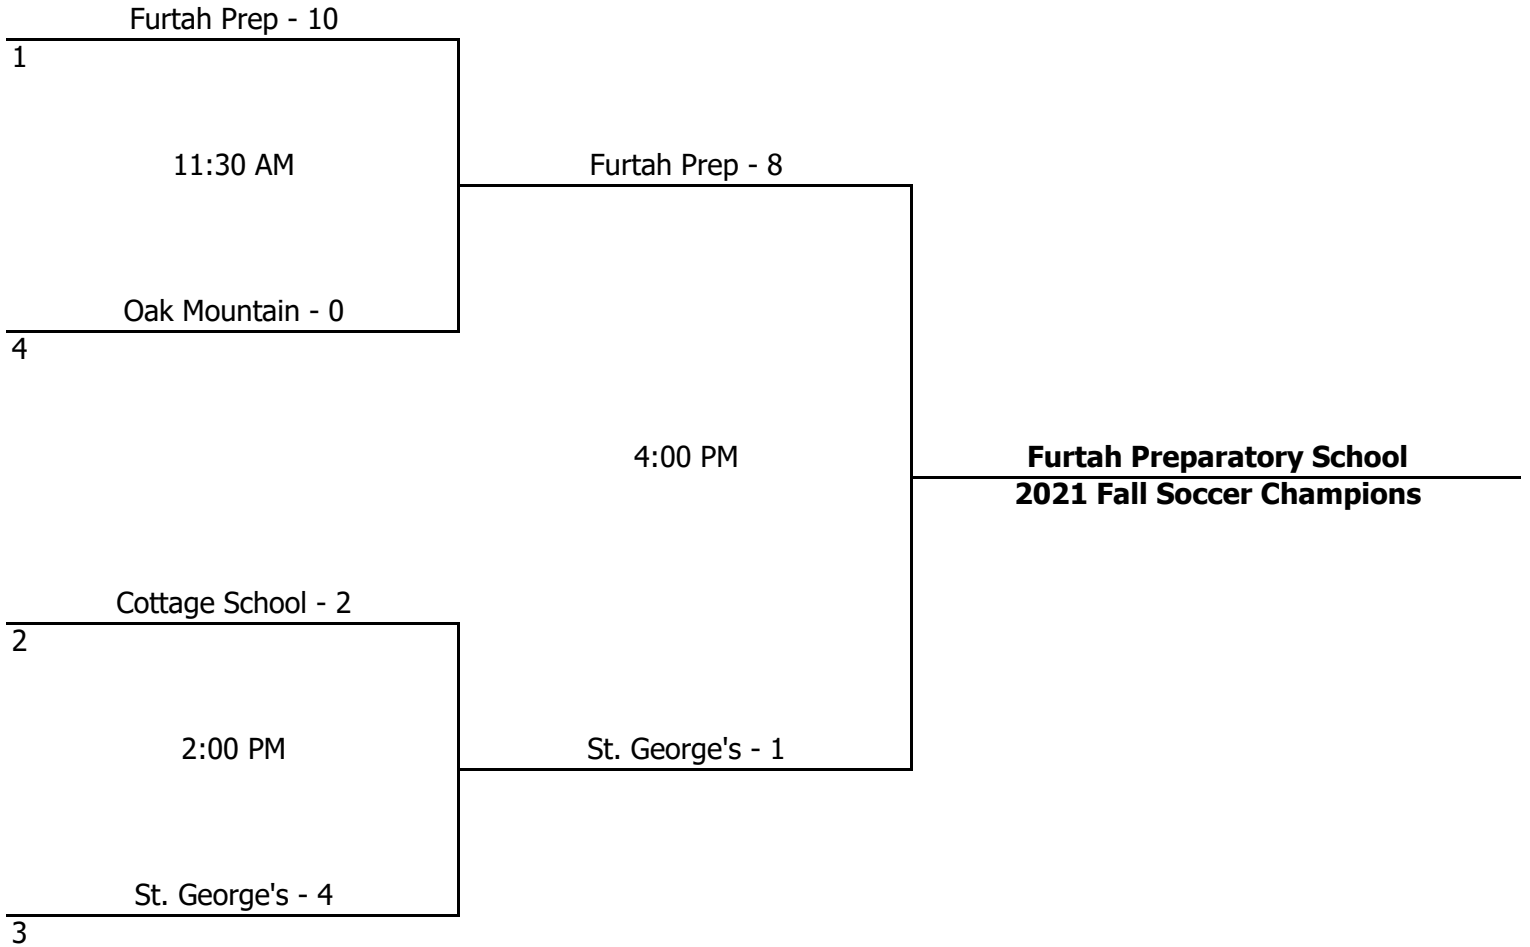 Furtah Prep - 10
1
11:30 AM
Furtah Prep - 8
Oak Mountain - 0
4
4:00 PM
Furtah Preparatory School
2021 Fall Soccer Champions
Cottage School - 2
2
2:00 PM
St. George's - 1
St. George's - 4
3